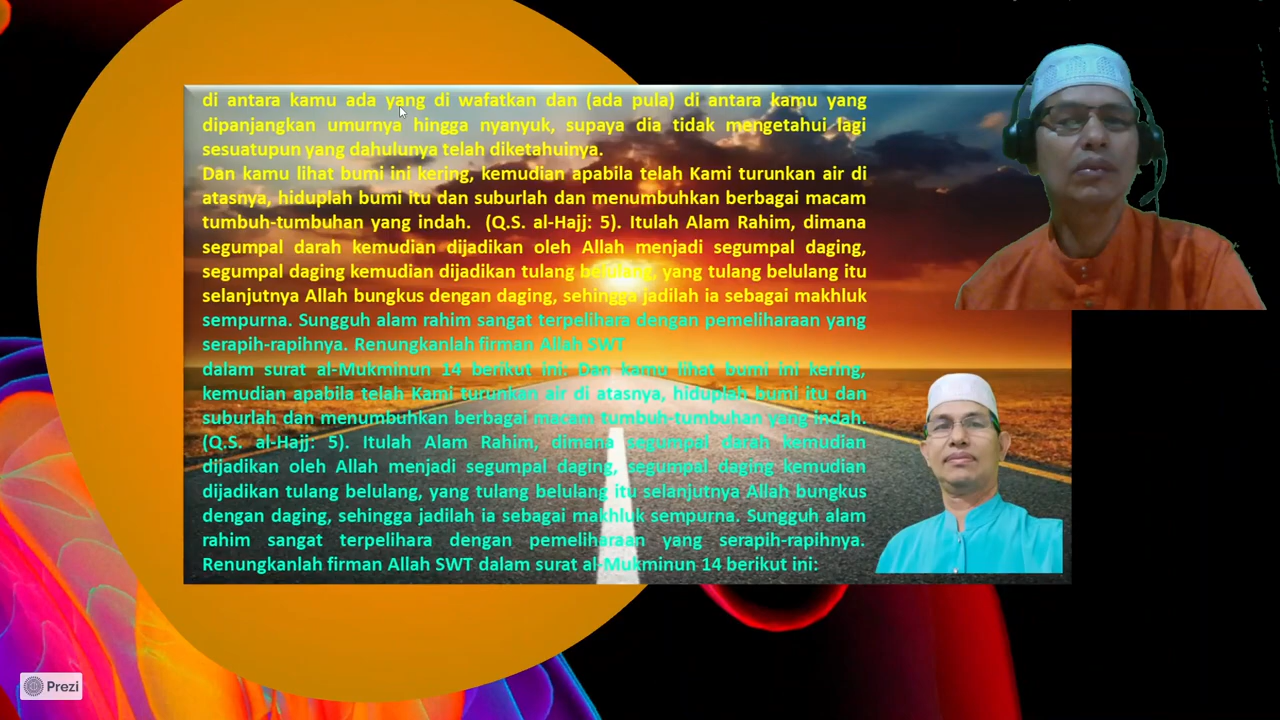 di antara kamu ada yang di wafatkan dan (ada pula) di antara kamu yang
dipanjangkan umurnya hingga nyanyuk, supaya dia tidak mengetahui lagi
sesuatupun yang dahulunya telah diketahuinya.
Dan kamu lihat bumi ini kering, kemudian apabila telah Kami turunkan air di
atasnya, hiduplah bumi itu dan suburlah dan menumbuhkan berbagai macam
tumbuh-tumbuhan yang indah. (Q.S. al-Hajj: 5). Itulah Alam Rahim, dimana
segumpal darah kemudian dijadikan oleh Allah menjadi segumpal daging,
segumpal daging kemudian dijadikan tulang belulang, yang tulang belulang itu
selanjutnya Allah bungkus dengan daging, sehingga jadilah ia sebagai makhluk
sempurna. Sungguh alam rahim sangat terpelihara dengan pemeliharaan yang
serapih-rapihnya. Renungkanlah firman Allah SWT
dalam surat al-Mukminun 14 berikut ini: Dan kamu lihat bumi ini kering,
kemudian apabila telah Kami turunkan air di atasnya, hiduplah bumi itu dan
suburlah dan menumbuhkan berbagai macam tumbuh-tumbuhan yang indah.
(Q.S. al-Hajj: 5). Itulah Alam Rahim, dimana segumpal darah kemudian
dijadikan oleh Allah menjadi segumpal daging, segumpal daging kemudian
dijadikan tulang belulang, yang tulang belulang itu selanjutnya Allah bungkus
dengan daging, sehingga jadilah ia sebagai makhluk sempurna. Sungguh alam
rahim sangat terpelihara dengan pemeliharaan yang serapih-rapihnya.
Renungkanlah firman Allah SWT dalam surat al-Mukminun 14 berikut ini:
Prezi